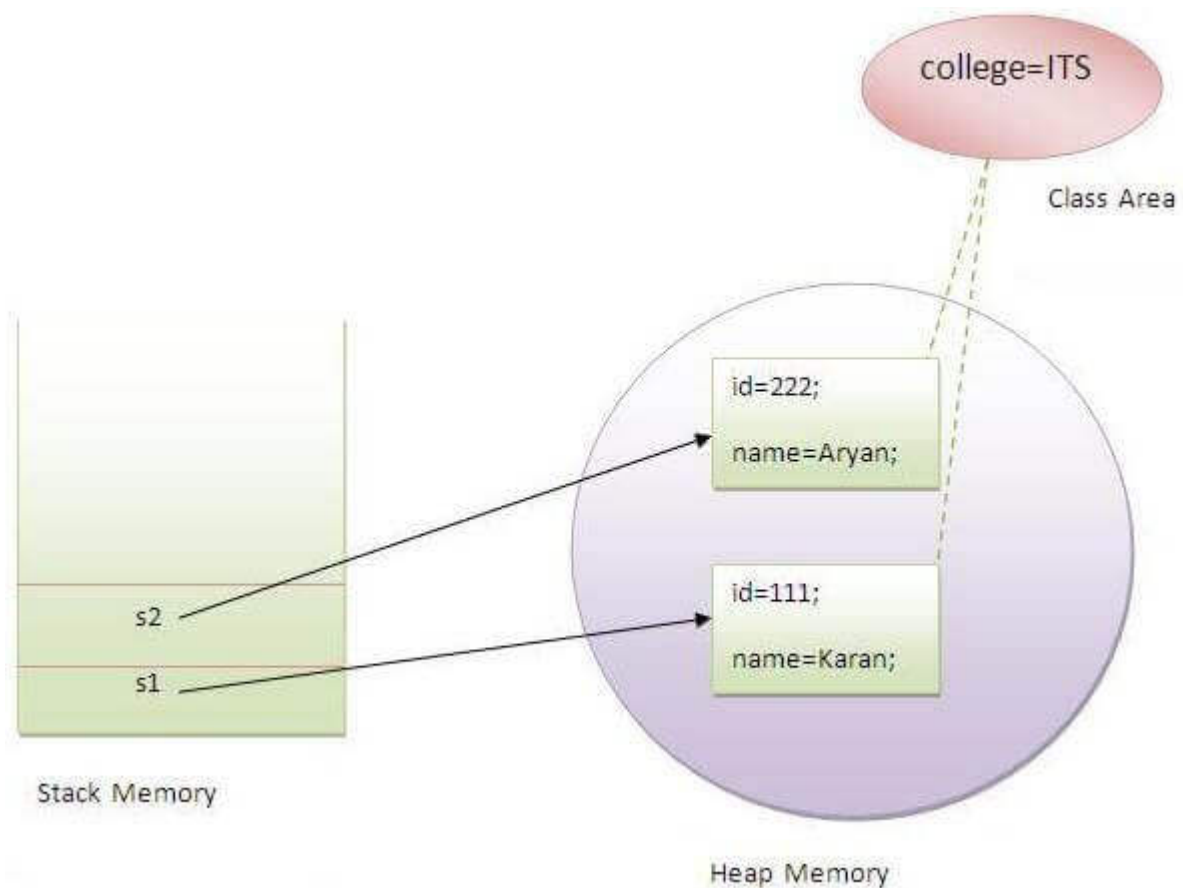 college=ITS
Class Area
id=222;
name=Aryan;
s2
id=111;
name=Karan;
s1
Stack Memory
Heap Memory